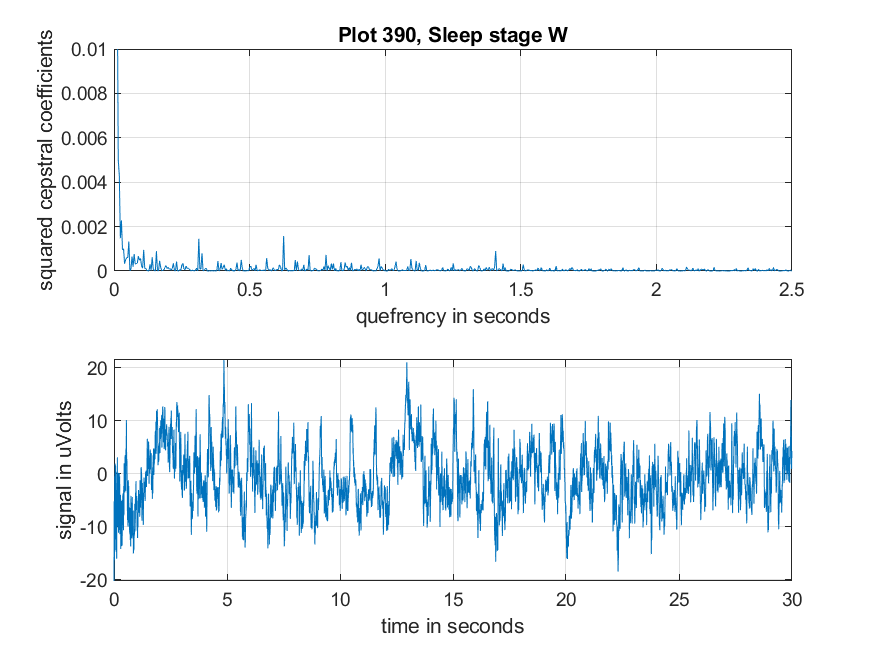 Plot 390, Sleep stage W
squared cepstral coefficients
0.01
0.008
0.006
0.004
0.002
0
0 0.5 1 1.5 2 2.5
quefrency in seconds
signal in uVolts
20
10
0
-10
-20
0 5 10 15 20 25 30
time in seconds